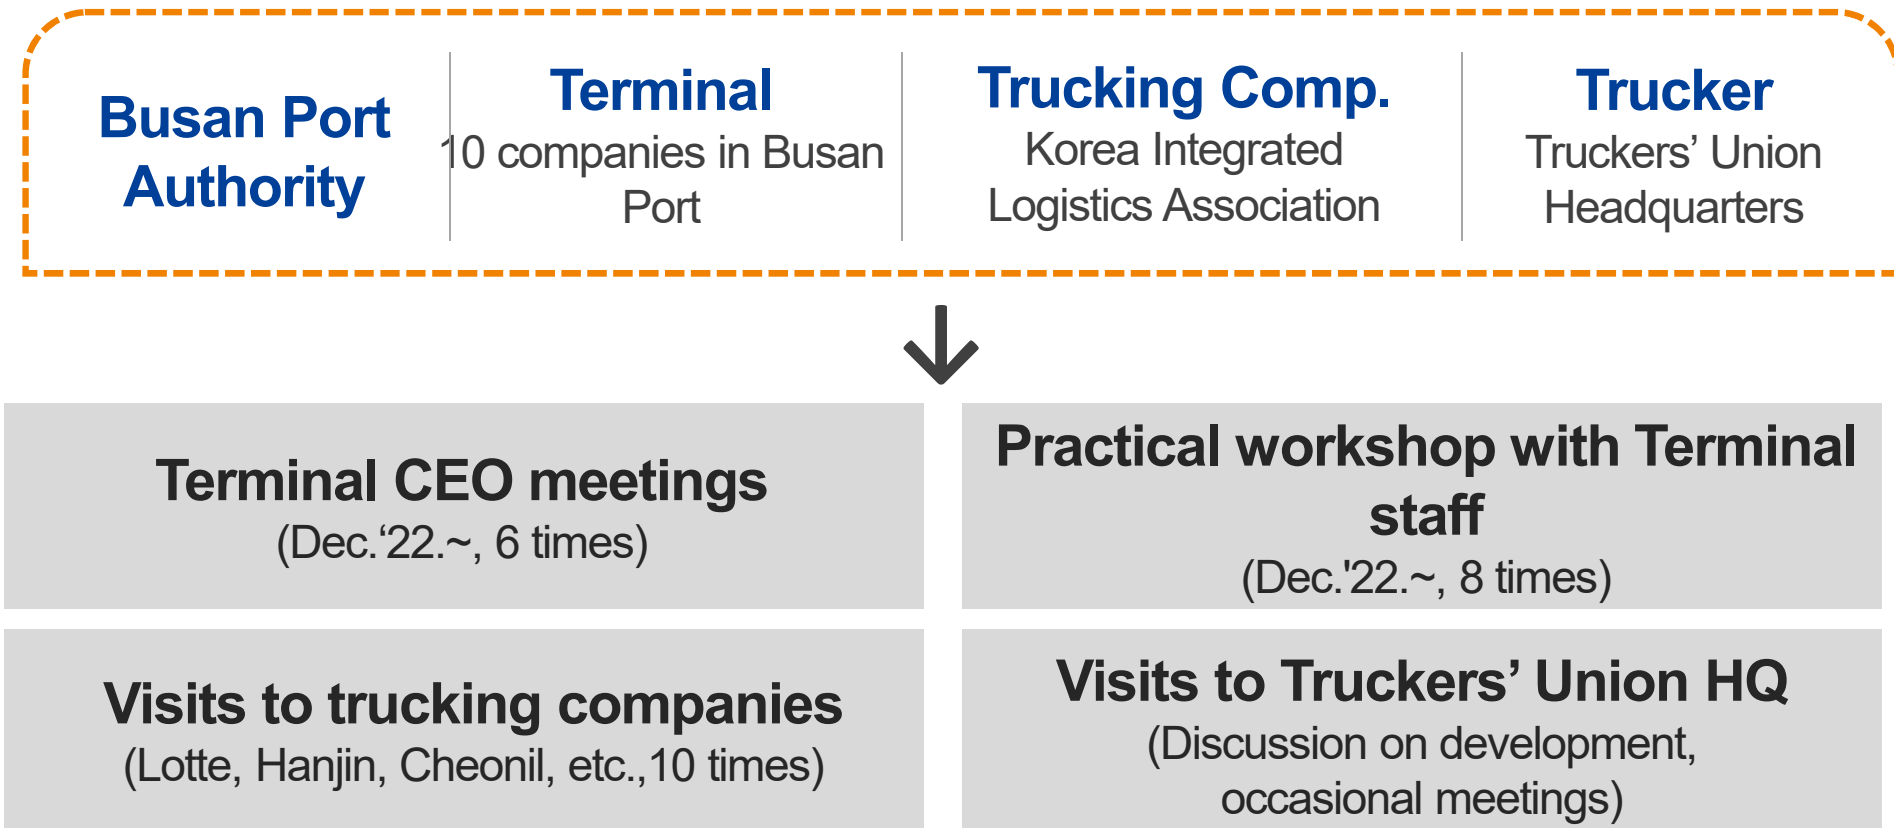 Busan Port
Authority
Terminal
10 companies in Busan
Port
Trucking Comp.
Korea Integrated
Logistics Association
Trucker
Truckers’ Union
Headquarters
Terminal CEO meetings
(Dec.‘22.~, 6 times)
Practical workshop with Terminal
staff
(Dec.'22.~, 8 times)
Visits to trucking companies
(Lotte, Hanjin, Cheonil, etc.,10 times)
Visits to Truckers’ Union HQ
(Discussion on development,
occasional meetings)